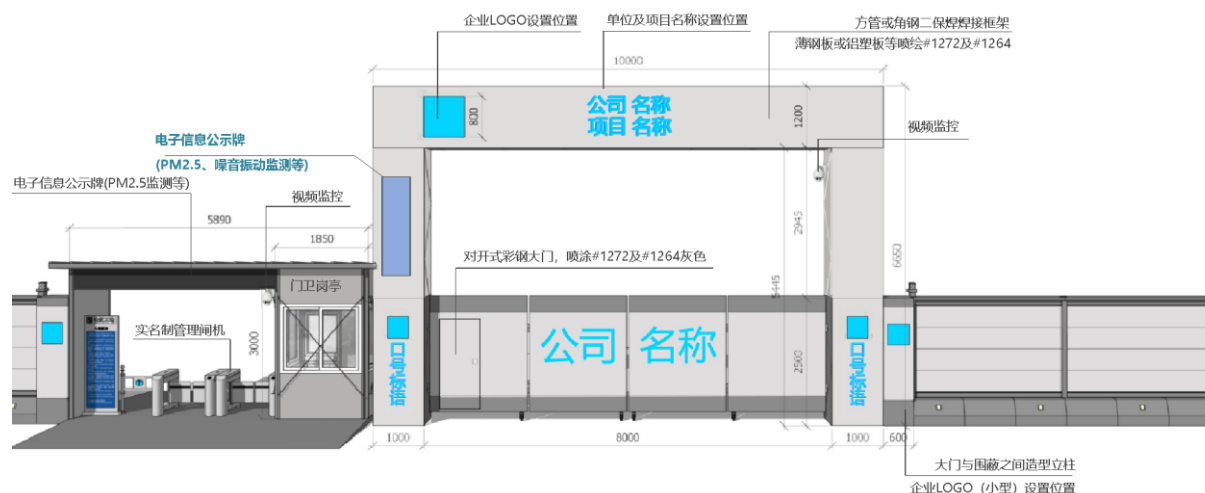 企业LOGO设置位置
单位及项目名称设置位置
方管或角钢二保焊焊接框架
薄钢板或铝塑板等喷绘#1272及#1264
10000
公司 名称
项目 名称
800
1200
视频监控
电子信息公示牌
(PM2.5、噪音振动监测等)
电子信息公示牌(PM2.5监测等)
视频监控
5890
1850
2945
6650
5445
对开式彩钢大门，喷涂#1272及#1264灰色
门卫岗亭
实名制管理闸机
3000
公司 名称
口号标语
口号标语
2500
1000
8000
1000
600
大门与围蔽之间造型立柱
企业LOGO（小型）设置位置